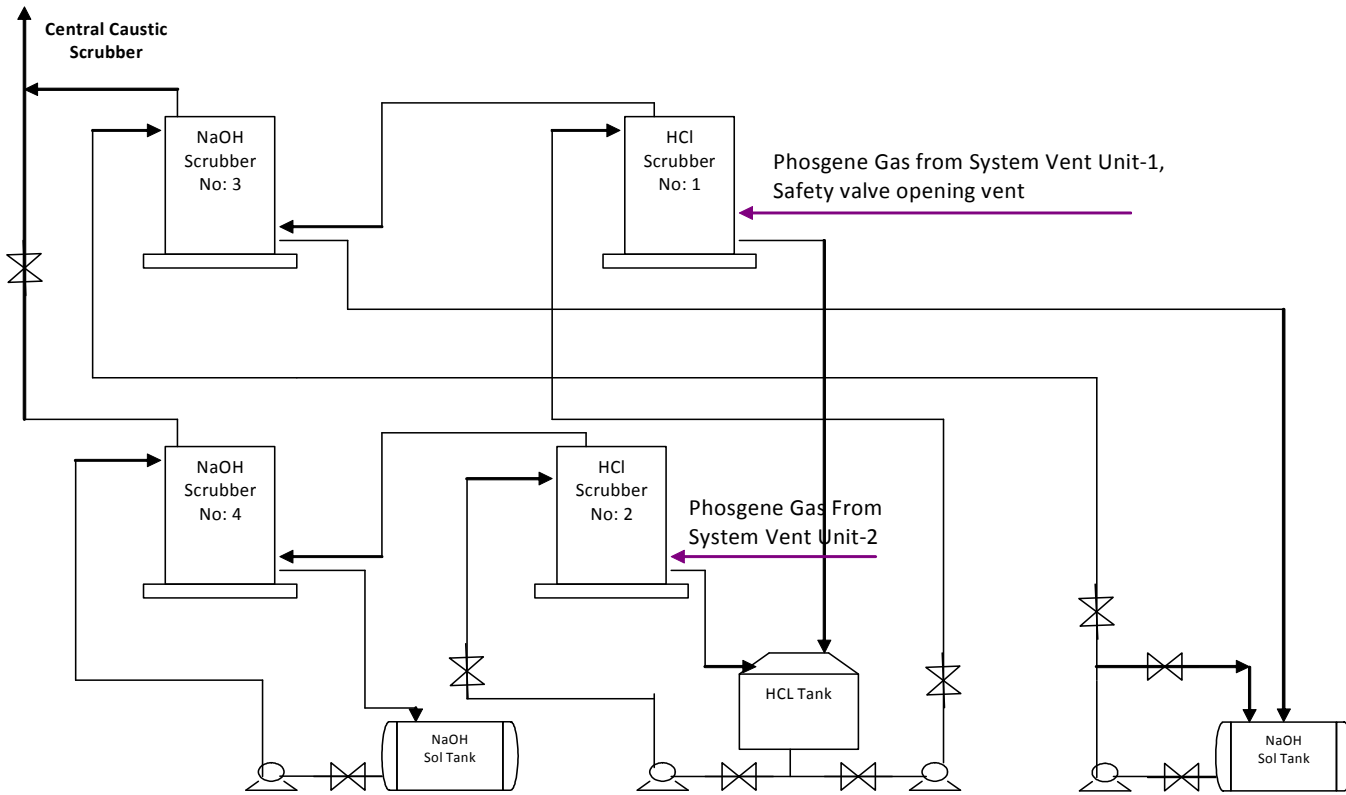 Central Caustic
Scrubber
NaOH
Scrubber
No: 3
HCl
Scrubber
No: 1
Phosgene Gas from System Vent Unit-1,
Safety valve opening vent
NaOH
Scrubber
No: 4
HCl
Scrubber
No: 2
Phosgene Gas From
System Vent Unit-2
HCL Tank
NaOH
Sol Tank
NaOH
Sol Tank